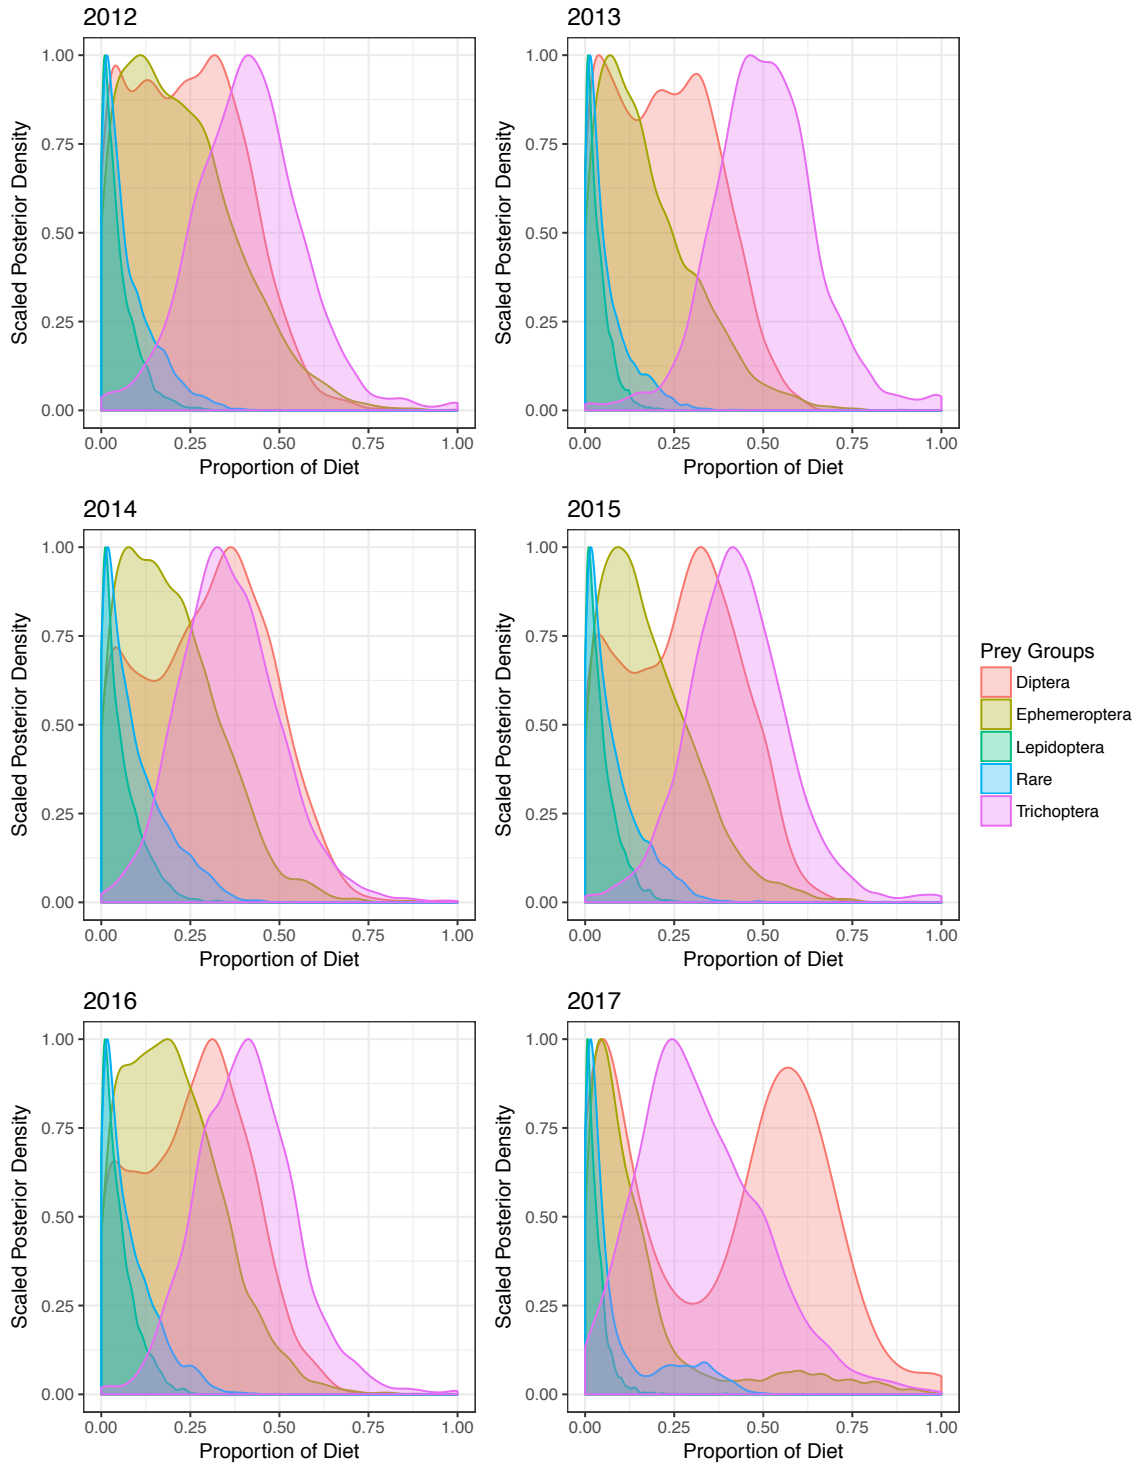 2012
2013
1.00
0.75
0.50
0.25
0.00
Scaled Posterior Density
0.00 0.25 0.50 0.75 1.00
Proportion of Diet
1.00
0.75
0.50
0.25
0.00
Scaled Posterior Density
0.00 0.25 0.50 0.75 1.00
Proportion of Diet
2014
2015
1.00
0.75
0.50
0.25
0.00
Scaled Posterior Density
0.00 0.25 0.50 0.75 1.00
Proportion of Diet
1.00
0.75
0.50
0.25
0.00
Scaled Posterior Density
0.00 0.25 0.50 0.75 1.00
Proportion of Diet
Prey Groups
Diptera
Ephemeroptera
Lepidoptera
Rare
Trichoptera
2016
2017
1.00
0.75
0.50
0.25
0.00
Scaled Posterior Density
0.00 0.25 0.50 0.75 1.00
Proportion of Diet
1.00
0.75
0.50
0.25
0.00
Scaled Posterior Density
0.00 0.25 0.50 0.75 1.00
Proportion of Diet